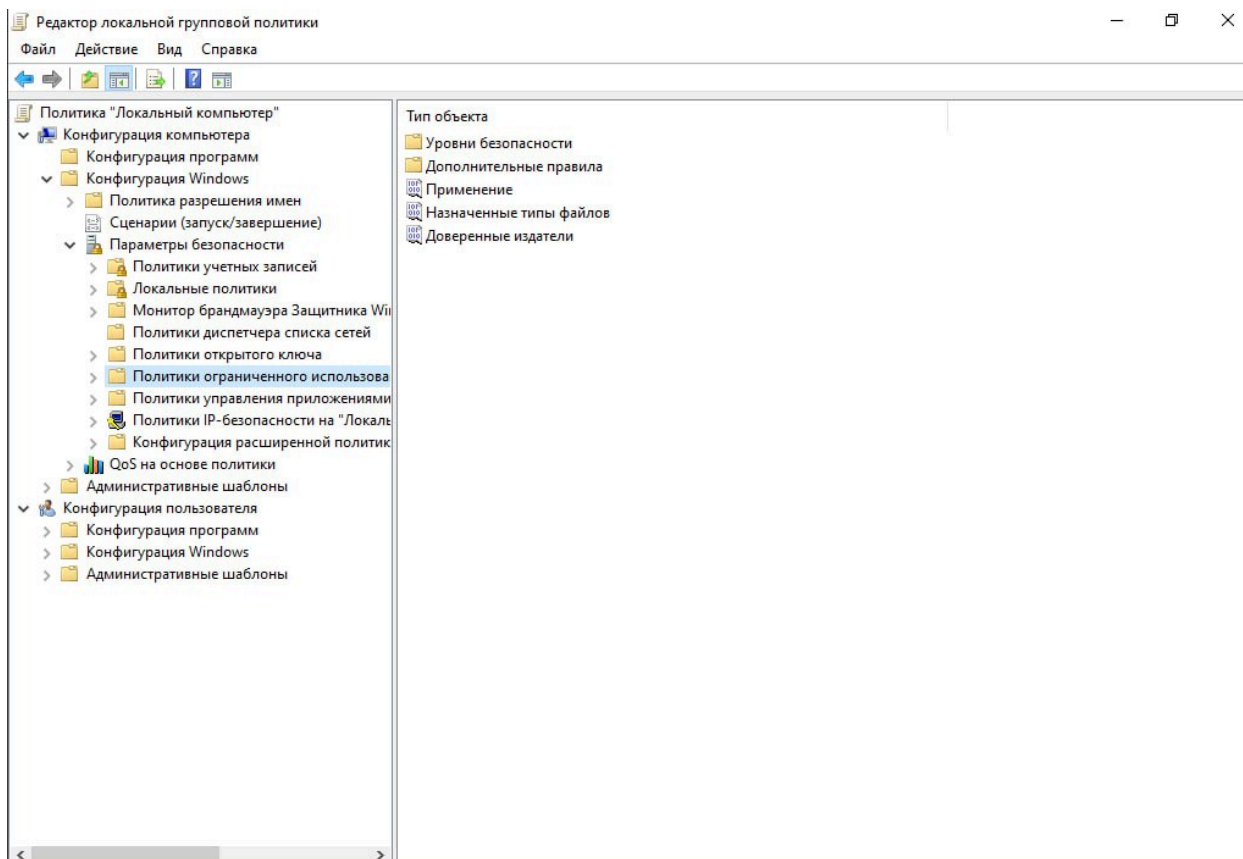 Редактор локальной групповой политики
Файл Действие Вид Справка
Политика "Локальный компьютер"
Конфигурация компьютера
Конфигурация программ
Конфигурация Windows
Политика разрешения имен
Сценарии (запуск/завершение)
Параметры безопасности
Политики учетных записей
Локальные политики
Монитор брандмауэра Защитника Wi
Политики диспетчера списка сетей
Политики открытого ключа
Политики ограниченного использова
Политики управления приложениями
Политики IP-безопасности на "Локаль
Конфигурация расширенной политик
QoS на основе политики
Административные шаблоны
Конфигурация пользователя
Конфигурация программ
Конфигурация Windows
Административные шаблоны
Тип объекта
Уровни безопасности
Дополнительные правила
Применение
Назначенные типы файлов
Доверенные издатели